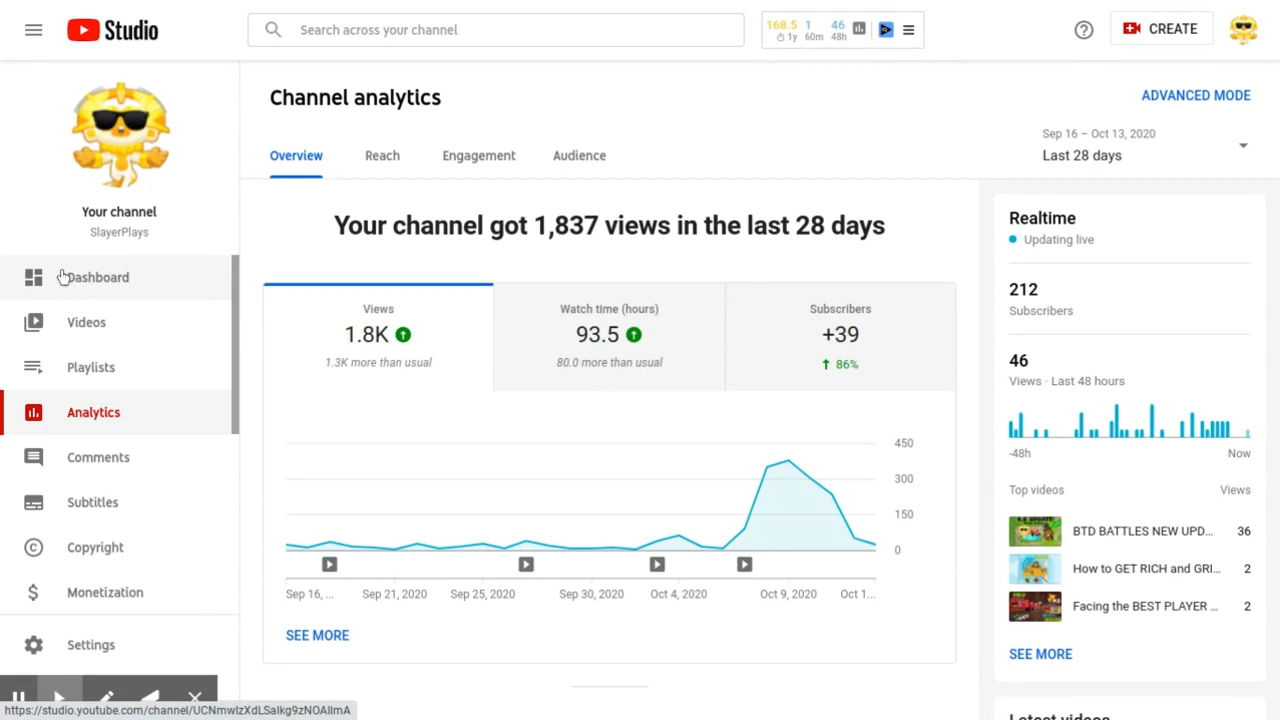 Studio
Search across your channel
168.5 1 46
1y 60m 48h
CREATE
Your channel
SlayerPlays
Dashboard
Videos
Playlists
Analytics
Comments
Subtitles
Copyright
Monetization
Settings
https://studio.youtube.com/channel/UCNmwIzXdLSaIkg9zNOAIImA
Channel analytics
ADVANCED MODE
Overview Reach Engagement Audience
Sep 16 – Oct 13, 2020
Last 28 days
Your channel got 1,837 views in the last 28 days
Views
1.8K
1.3K more than usual
Watch time (hours)
93.5
80.0 more than usual
Subscribers
+39
86%
450
300
150
0
Sep 16, ... Sep 21, 2020 Sep 25, 2020 Sep 30, 2020 Oct 4, 2020 Oct 9, 2020 Oct 1...
SEE MORE
Realtime
Updating live
212
Subscribers
46
Views · Last 48 hours
-48h Now
Top videos Views
BTD BATTLES NEW UPD... 36
How to GET RICH and GRI... 2
Facing the BEST PLAYER ... 2
SEE MORE
Latest videos